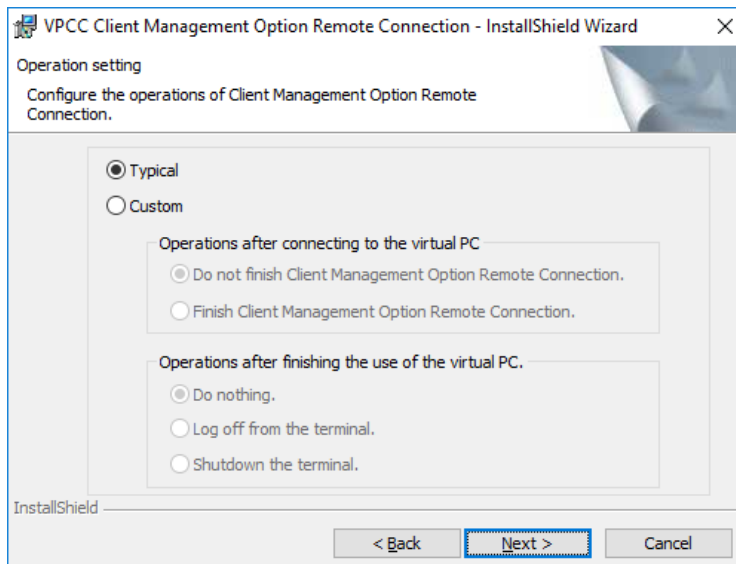 VPCC Client Management Option Remote Connection - InstallShield Wizard
Operation setting
Configure the operations of Client Management Option Remote
Connection.
Typical
Custom
Operations after connecting to the virtual PC
Do not finish Client Management Option Remote Connection.
Finish Client Management Option Remote Connection.
Operations after finishing the use of the virtual PC.
Do nothing.
Log off from the terminal.
Shutdown the terminal.
InstallShield
< Back
Next >
Cancel